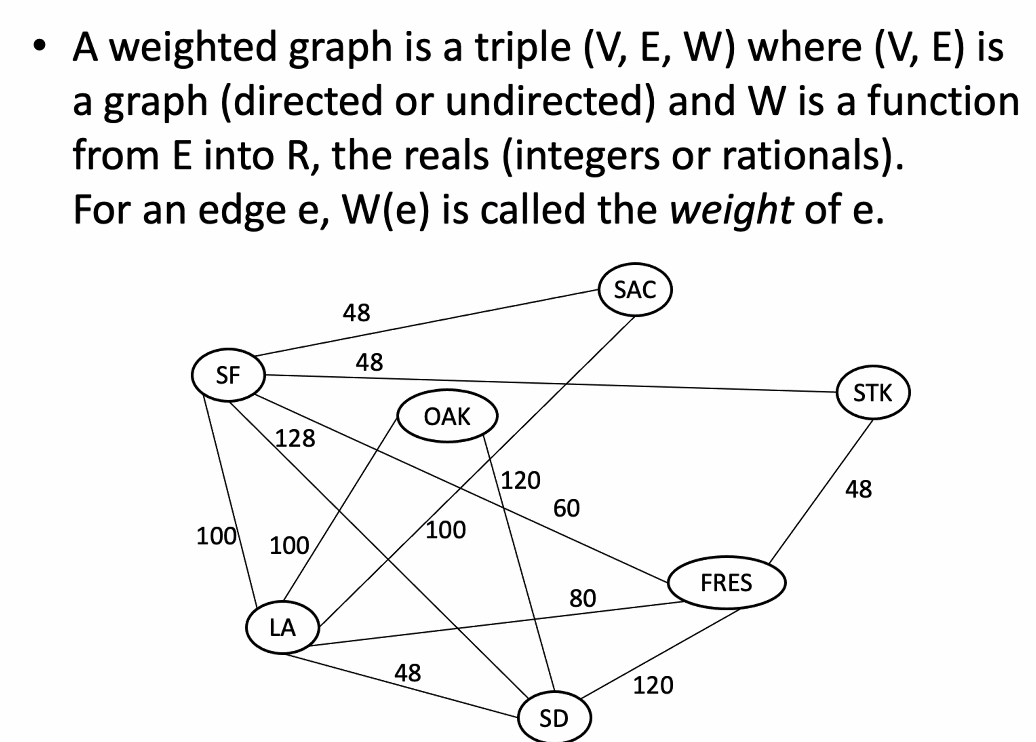 • A weighted graph is a triple (V, E, W) where (V, E) is
a graph (directed or undirected) and W is a function
from E into R, the reals (integers or rationals).
For an edge e, W(e) is called the weight of e.
SAC
48
48
SF
STK
OAK
128
120
48
60
100
100
100
FRES
80
LA
48
120
SD